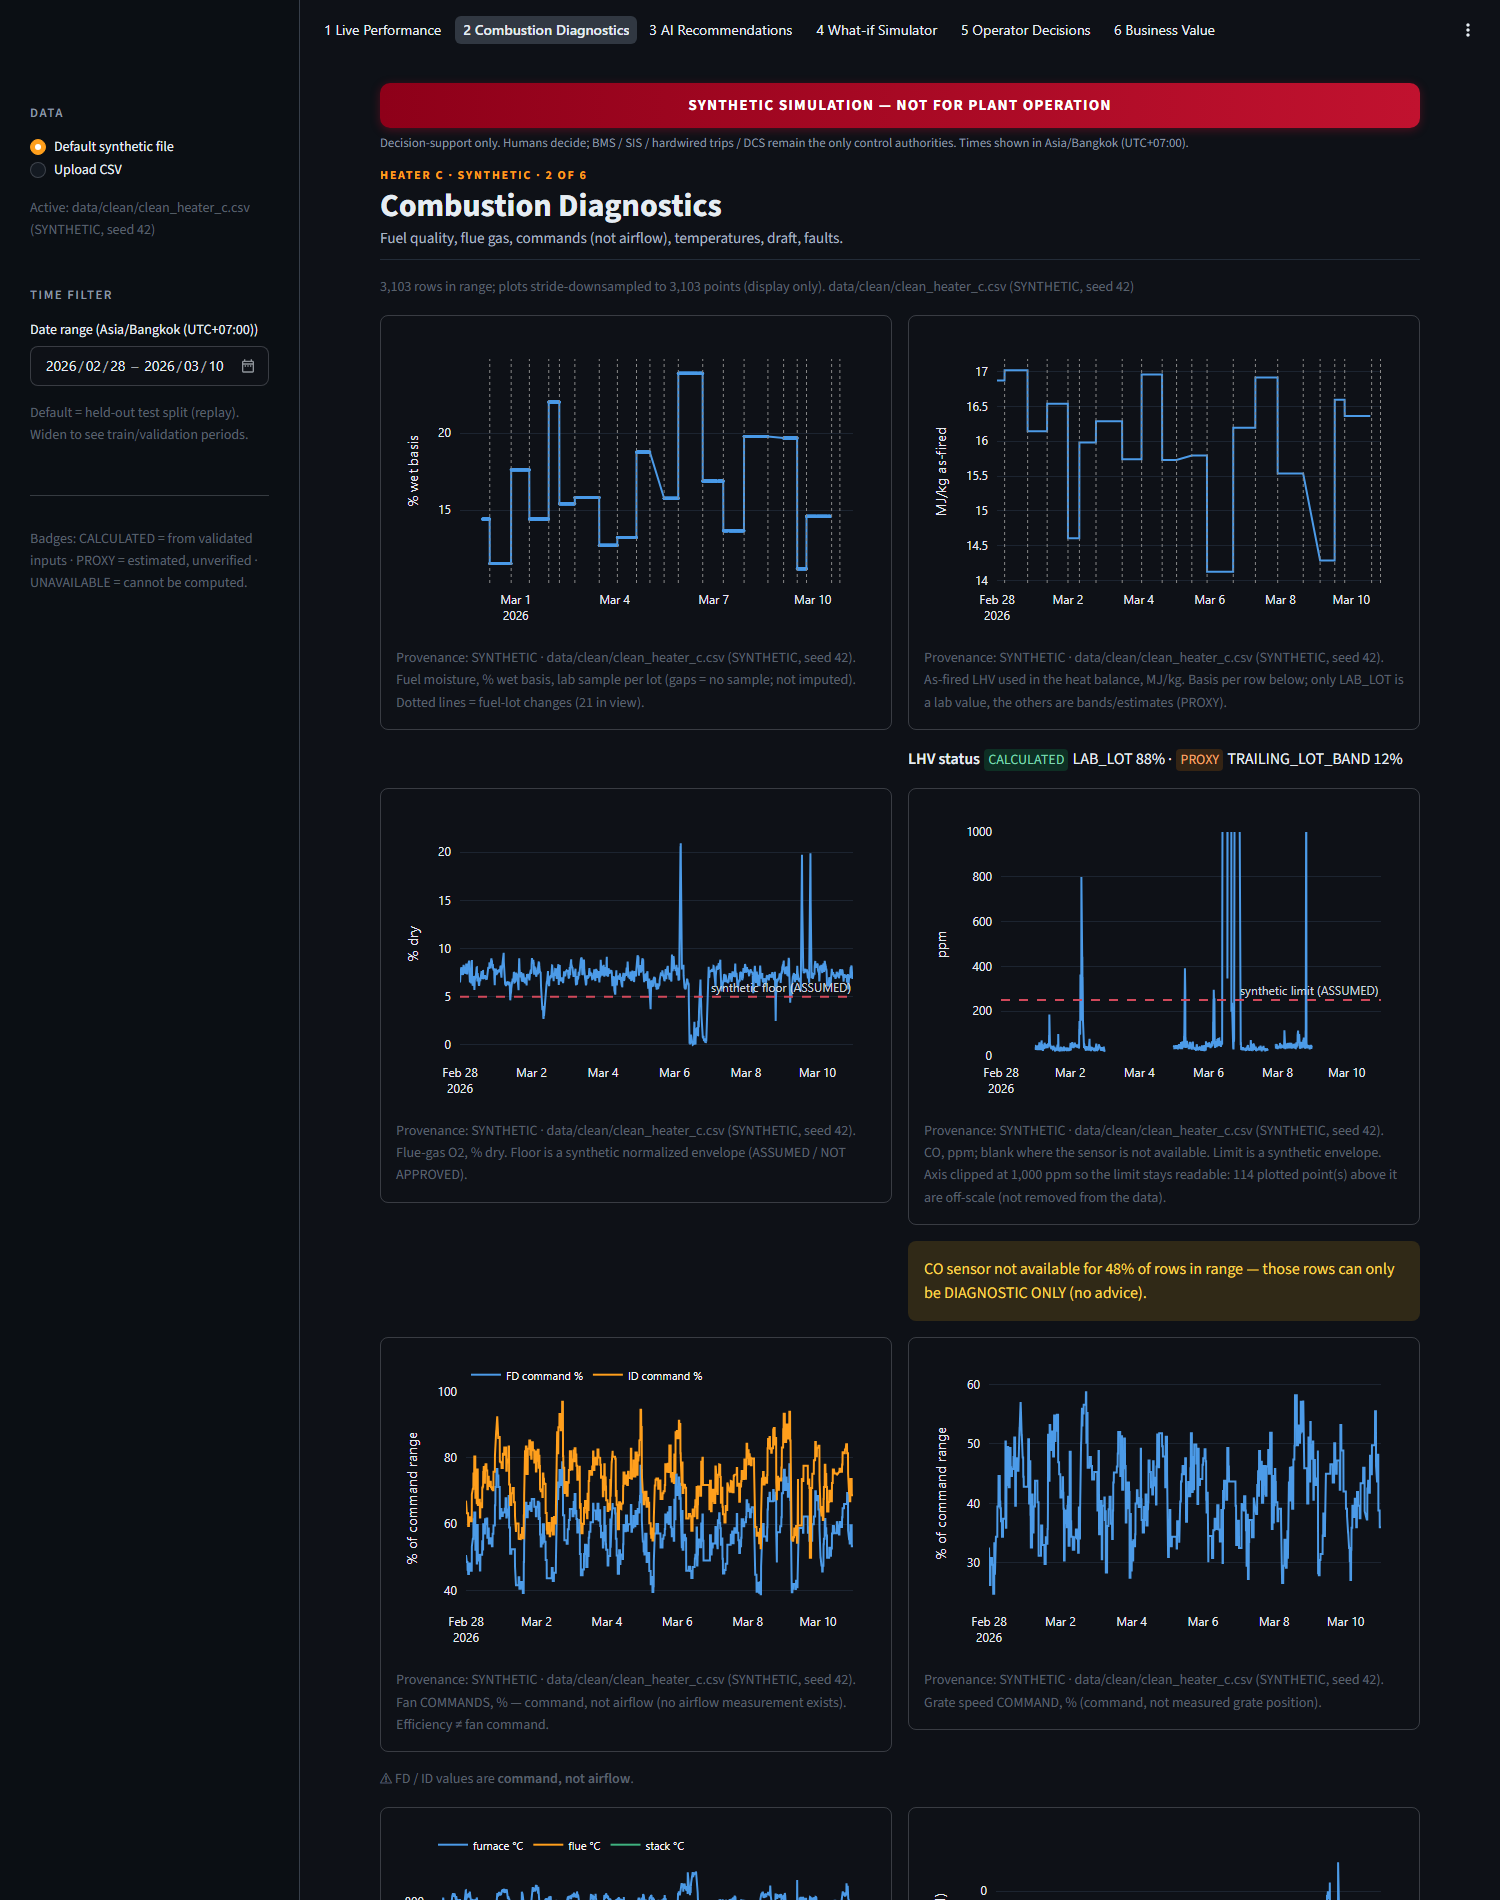 1 Live Performance
2 Combustion Diagnostics
3 AI Recommendations
4 What-if Simulator
5 Operator Decisions
6 Business Value
DATA
Default synthetic file
Upload CSV
Active: data/clean/clean_heater_c.csv
(SYNTHETIC, seed 42)
TIME FILTER
Date range (Asia/Bangkok (UTC+07:00))
2026/02/28 – 2026/03/10
Default = held-out test split (replay).
Widen to see train/validation periods.
Badges: CALCULATED = from validated
inputs · PROXY = estimated, unverified ·
UNAVAILABLE = cannot be computed.
SYNTHETIC SIMULATION — NOT FOR PLANT OPERATION
Decision-support only. Humans decide; BMS / SIS / hardwired trips / DCS remain the only control authorities. Times shown in Asia/Bangkok (UTC+07:00).
HEATER C · SYNTHETIC · 2 OF 6
Combustion Diagnostics
Fuel quality, flue gas, commands (not airflow), temperatures, draft, faults.
3,103 rows in range; plots stride-downsampled to 3,103 points (display only). data/clean/clean_heater_c.csv (SYNTHETIC, seed 42)
% wet basis
20
15
Mar 1
2026
Mar 4
Mar 7
Mar 10
Provenance: SYNTHETIC · data/clean/clean_heater_c.csv (SYNTHETIC, seed 42).
Fuel moisture, % wet basis, lab sample per lot (gaps = no sample; not imputed).
Dotted lines = fuel-lot changes (21 in view).
MJ/kg as-fired
17
16.5
16
15.5
15
14.5
14
Feb 28
2026
Mar 2
Mar 4
Mar 6
Mar 8
Mar 10
Provenance: SYNTHETIC · data/clean/clean_heater_c.csv (SYNTHETIC, seed 42).
As-fired LHV used in the heat balance, MJ/kg. Basis per row below; only LAB_LOT is
a lab value, the others are bands/estimates (PROXY).
LHV status CALCULATED LAB_LOT 88% · PROXY TRAILING_LOT_BAND 12%
% dry
20
15
10
5
0
synthetic floor (ASSUMED)
Feb 28
2026
Mar 2
Mar 4
Mar 6
Mar 8
Mar 10
Provenance: SYNTHETIC · data/clean/clean_heater_c.csv (SYNTHETIC, seed 42).
Flue-gas O2, % dry. Floor is a synthetic normalized envelope (ASSUMED / NOT
APPROVED).
ppm
1000
800
600
400
200
0
synthetic limit (ASSUMED)
Feb 28
2026
Mar 2
Mar 4
Mar 6
Mar 8
Mar 10
Provenance: SYNTHETIC · data/clean/clean_heater_c.csv (SYNTHETIC, seed 42).
CO, ppm; blank where the sensor is not available. Limit is a synthetic envelope.
Axis clipped at 1,000 ppm so the limit stays readable: 114 plotted point(s) above it
are off-scale (not removed from the data).
CO sensor not available for 48% of rows in range — those rows can only
be DIAGNOSTIC ONLY (no advice).
FD command %
ID command %
% of command range
100
80
60
40
Feb 28
2026
Mar 2
Mar 4
Mar 6
Mar 8
Mar 10
Provenance: SYNTHETIC · data/clean/clean_heater_c.csv (SYNTHETIC, seed 42).
Fan COMMANDS, % — command, not airflow (no airflow measurement exists).
Efficiency ≠ fan command.
% of command range
60
50
40
30
Feb 28
2026
Mar 2
Mar 4
Mar 6
Mar 8
Mar 10
Provenance: SYNTHETIC · data/clean/clean_heater_c.csv (SYNTHETIC, seed 42).
Grate speed COMMAND, % (command, not measured grate position).
⚠ FD / ID values are command, not airflow.
furnace °C
flue °C
stack °C
0